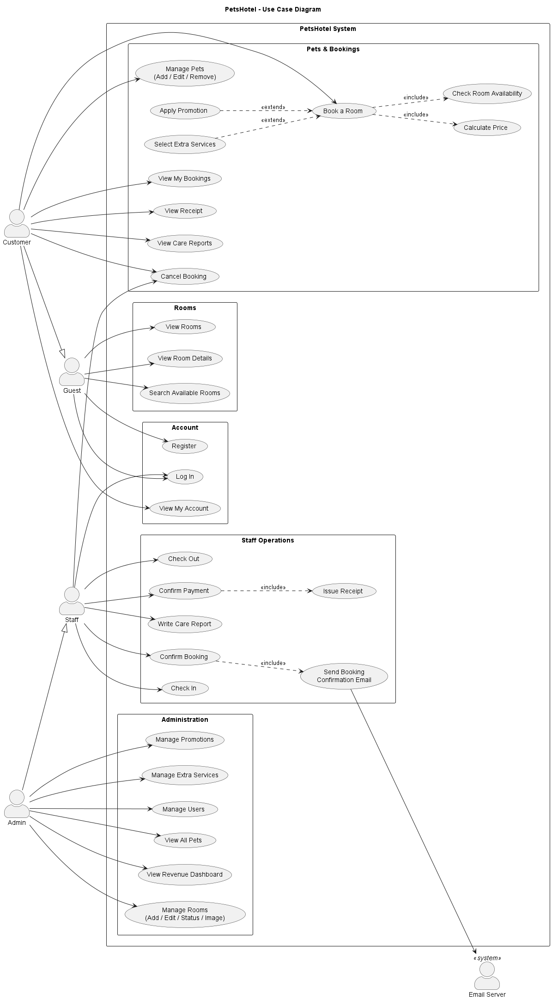 PetsHotel - Use Case Diagram
PetsHotel System
Pets & Bookings
Manage Pets
(Add / Edit / Remove)
Check Room Availability
«include»
Apply Promotion
«extend»
Book a Room
«include»
Calculate Price
«extend»
Select Extra Services
View My Bookings
View Receipt
View Care Reports
Customer
Cancel Booking
Rooms
View Rooms
View Room Details
Guest
Search Available Rooms
Account
Register
Log In
View My Account
Staff Operations
Check Out
Confirm Payment
«include»
Issue Receipt
Staff
Write Care Report
Confirm Booking
«include»
Send Booking
Confirmation Email
Check In
Administration
Manage Promotions
Manage Extra Services
Manage Users
Admin
View All Pets
View Revenue Dashboard
Manage Rooms
(Add / Edit / Status / Image)
«system»
Email Server